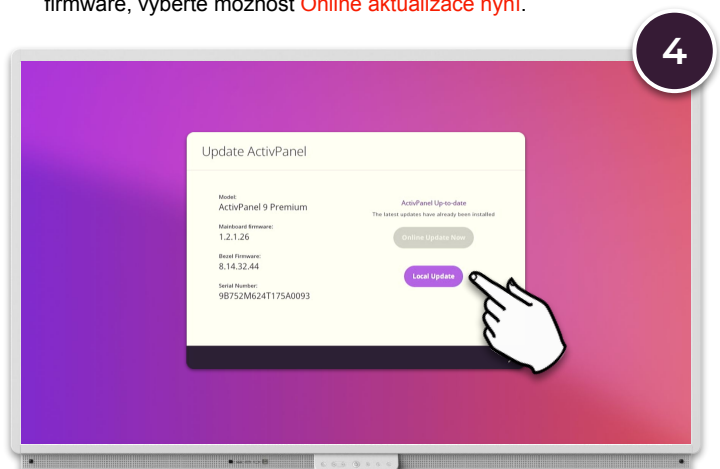 firmware, vyberte možnost Online aktualizace nyní.
4
Update ActivPanel
Model:
ActivPanel 9 Premium
Mainboard firmware:
1.2.1.26
Bezel Firmware:
8.14.32.44
Serial Number:
9B752M624T175A0093
ActivPanel Up-to-date
The latest updates have already been installed
Online Update Now
Local Update